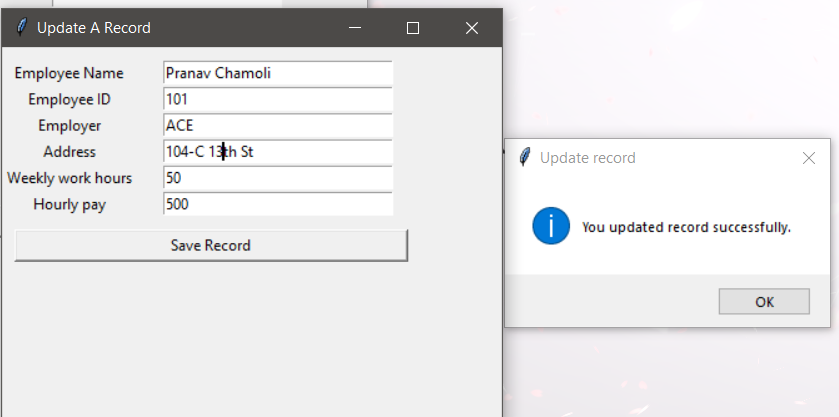 Update A Record
Employee Name Pranav Chamoli
Employee ID 101
Employer ACE
Address 104-C 13th St
Weekly work hours 50
Hourly pay 500
Save Record
Update record
You updated record successfully.
OK